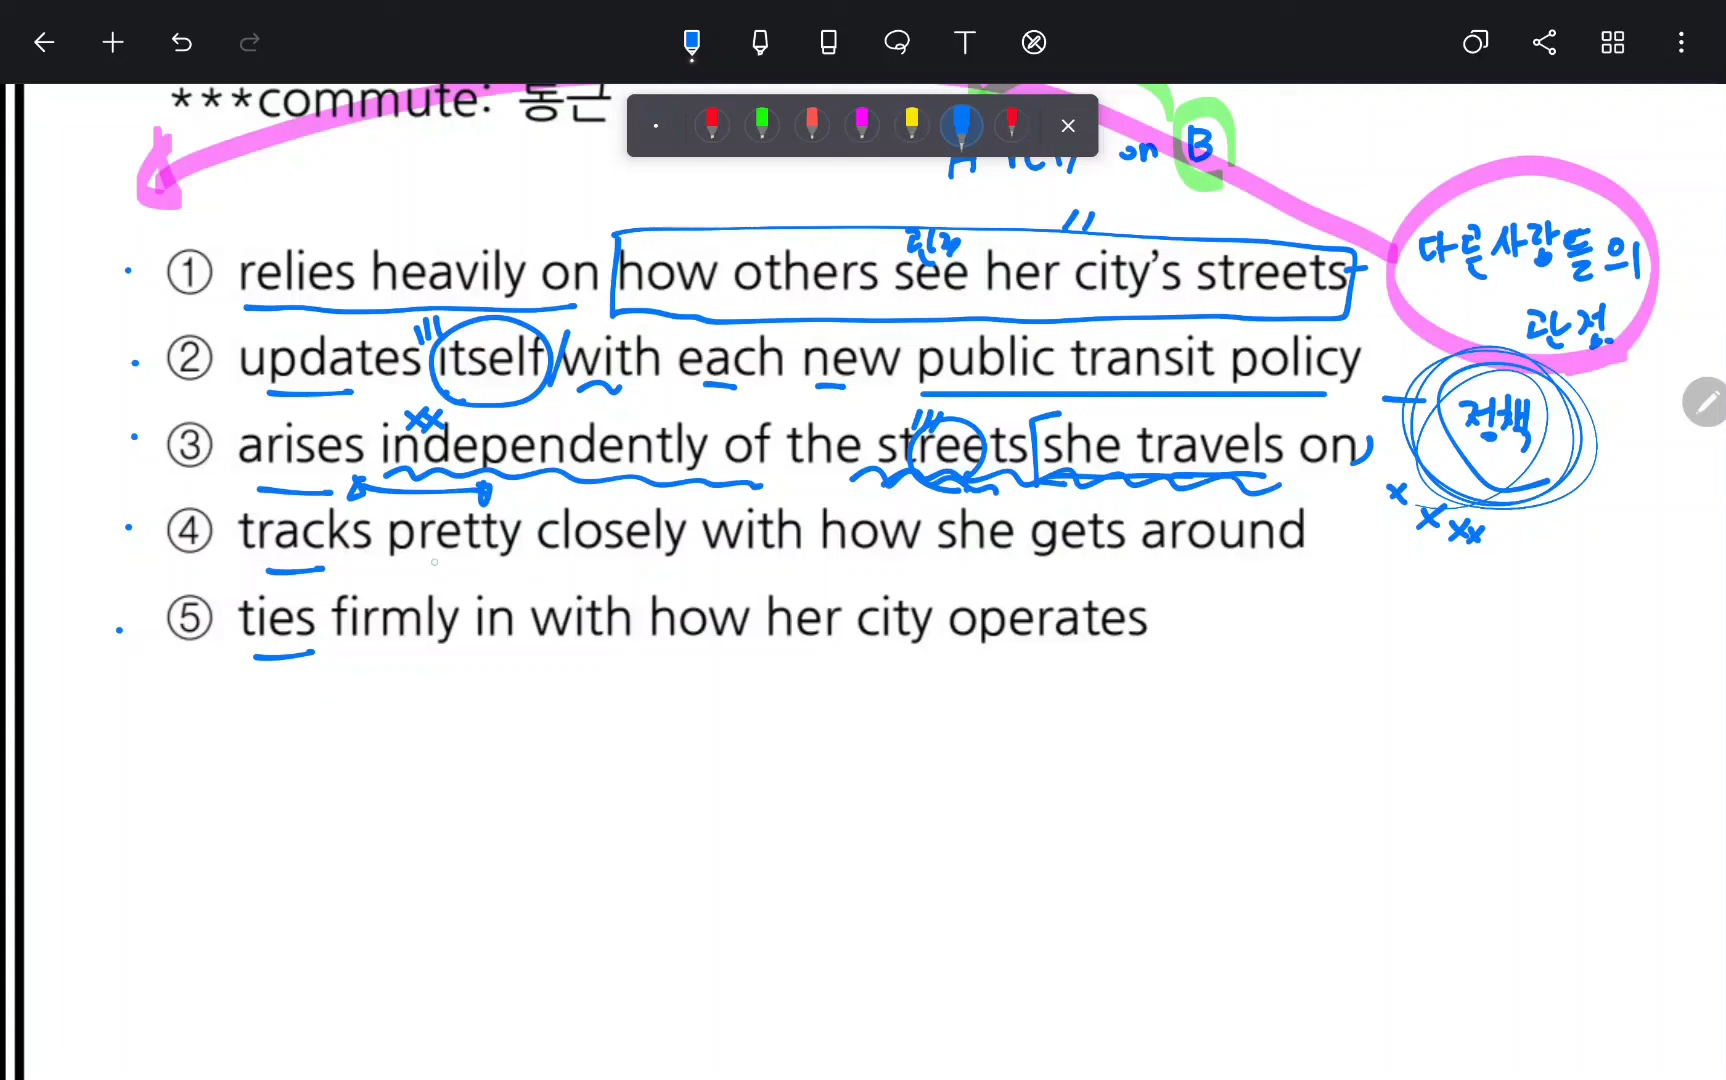 ***commute: 통근
on B
다른 사람들의
관점
관점
① relies heavily on how others see her city's streets
② updates itself with each new public transit policy
정책
③ arises independently of the streets she travels on
④ tracks pretty closely with how she gets around
⑤ ties firmly in with how her city operates